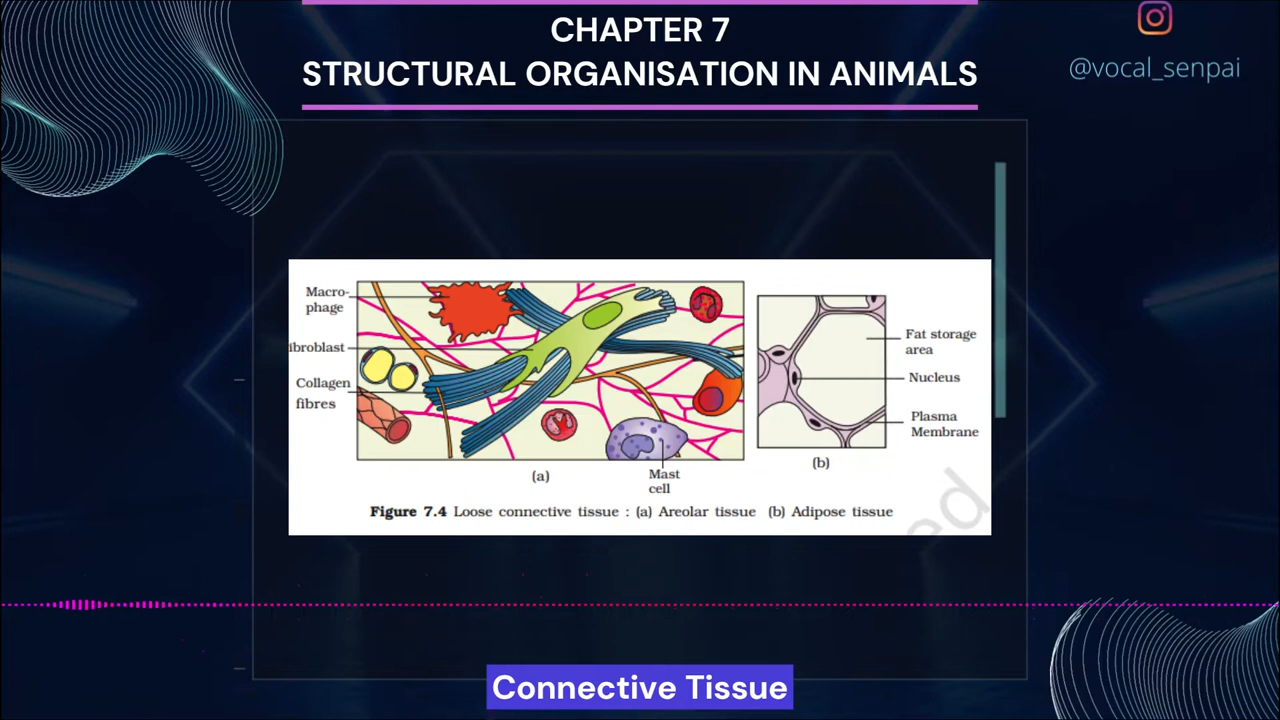 CHAPTER 7
STRUCTURAL ORGANISATION IN ANIMALS
@vocal_senpai
Macro-
phage
ibroblast
Collagen
fibres
Mast
cell
(a)
Fat storage
area
Nucleus
Plasma
Membrane
(b)
Figure 7.4 Loose connective tissue : (a) Areolar tissue (b) Adipose tissue
ed
Connective Tissue